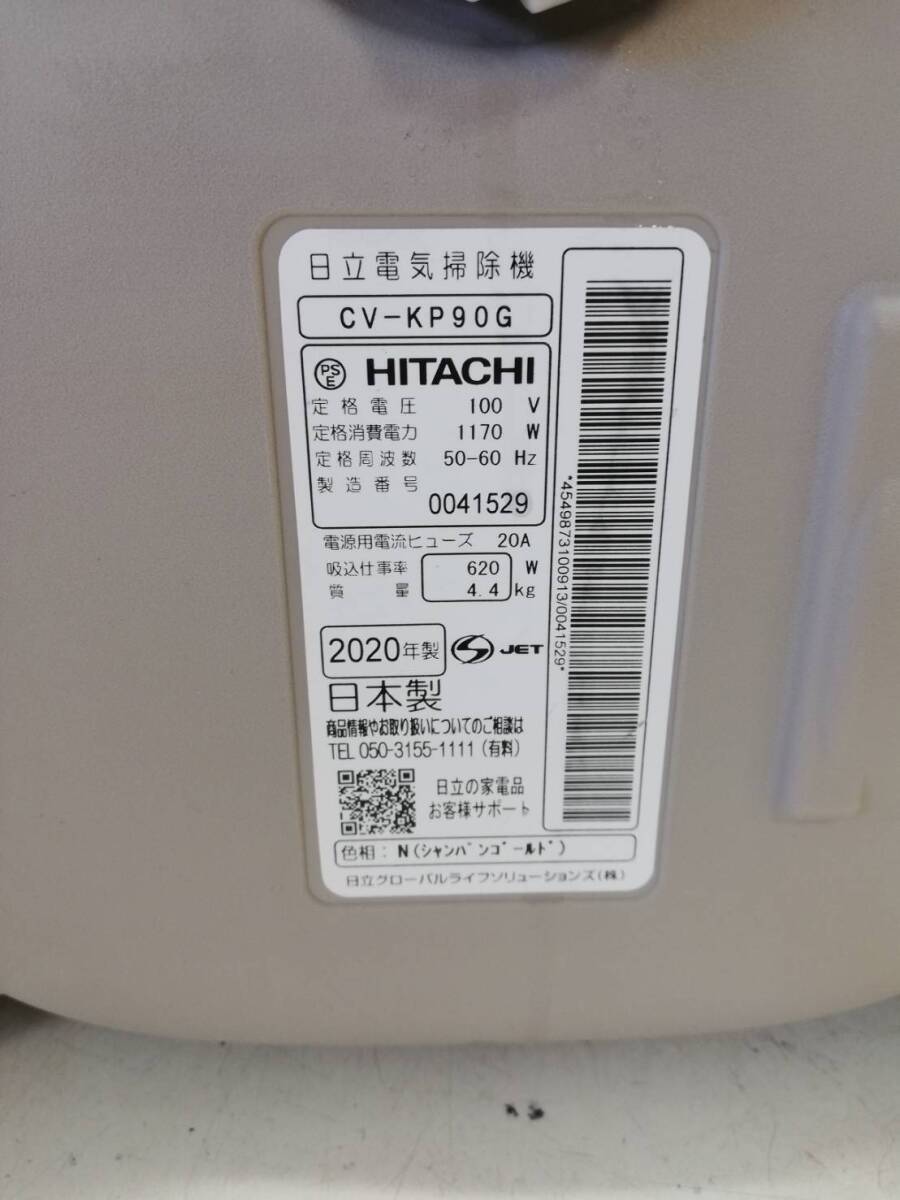 日立電気掃除機
CV-KP90G
PSE HITACHI
定格電圧 100 V
定格消費電力 1170 W
定格周波数 50-60 Hz
製造番号 0041529
電源用電流ヒューズ 20A
吸込仕事率 620 W
質量 4.4 kg
2020年製 S JET
日本製
商品情報やお取り扱いについてのご相談は
TEL 050-3155-1111(有料)
日立の家電品
お客様サポート
色相:N(シャンパンゴールド)
日立グローバルライフソリューションズ(株)
*4549873100913/0041529*